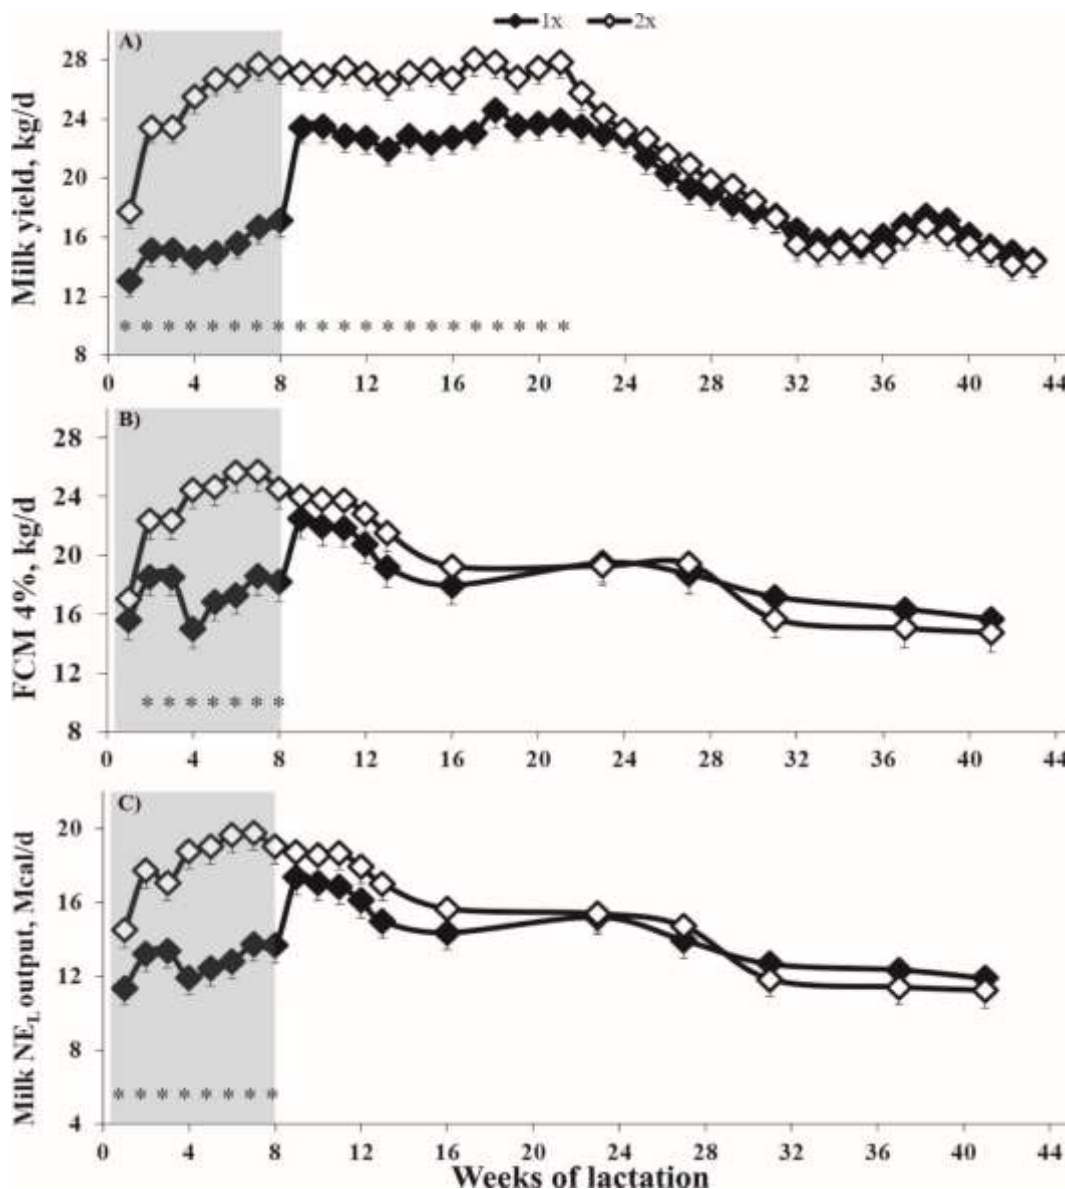 1x 2x
A)
Milk yield, kg/d
28
24
20
16
12
8
* * * * * * * * * * * * * * * * * * * * *
0 4 8 12 16 20 24 28 32 36 40 44
B)
FCM 4%, kg/d
28
24
20
16
12
8
* * * * * * *
0 4 8 12 16 20 24 28 32 36 40 44
C)
Milk NEL output, Mcal/d
20
16
12
8
4
* * * * * * * *
0 4 8 12 16 20 24 28 32 36 40 44
Weeks of lactation